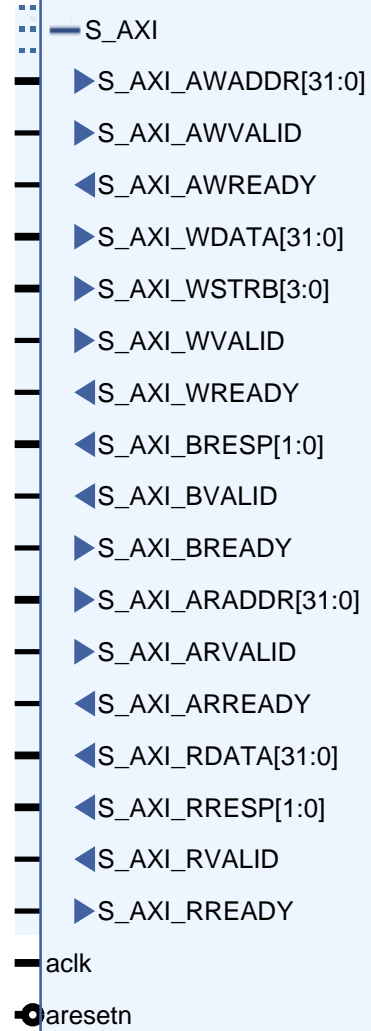 S_AXI
S_AXI_AWADDR[31:0]
S_AXI_AWVALID
S_AXI_AWREADY
S_AXI_WDATA[31:0]
S_AXI_WSTRB[3:0]
S_AXI_WVALID
S_AXI_WREADY
S_AXI_BRESP[1:0]
S_AXI_BVALID
S_AXI_BREADY
S_AXI_ARADDR[31:0]
S_AXI_ARVALID
S_AXI_ARREADY
S_AXI_RDATA[31:0]
S_AXI_RRESP[1:0]
S_AXI_RVALID
S_AXI_RREADY
aclk
aresetn